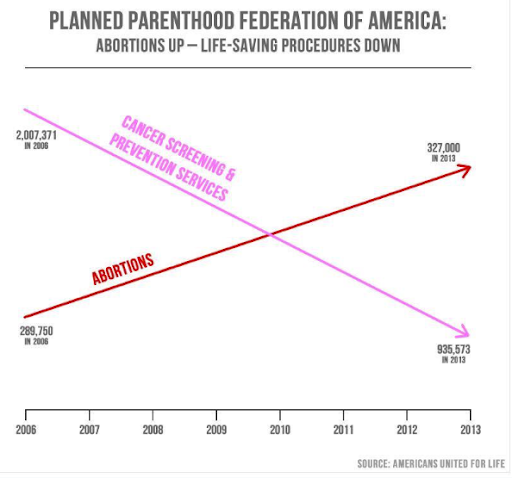 PLANNED PARENTHOOD FEDERATION OF AMERICA:
ABORTIONS UP – LIFE-SAVING PROCEDURES DOWN
2,007,371
IN 2006
CANCER SCREENING &
PREVENTION SERVICES
327,000
IN 2013
ABORTIONS
289,750
IN 2006
935,573
IN 2013
2006 2007 2008 2009 2010 2011 2012 2013
SOURCE: AMERICANS UNITED FOR LIFE